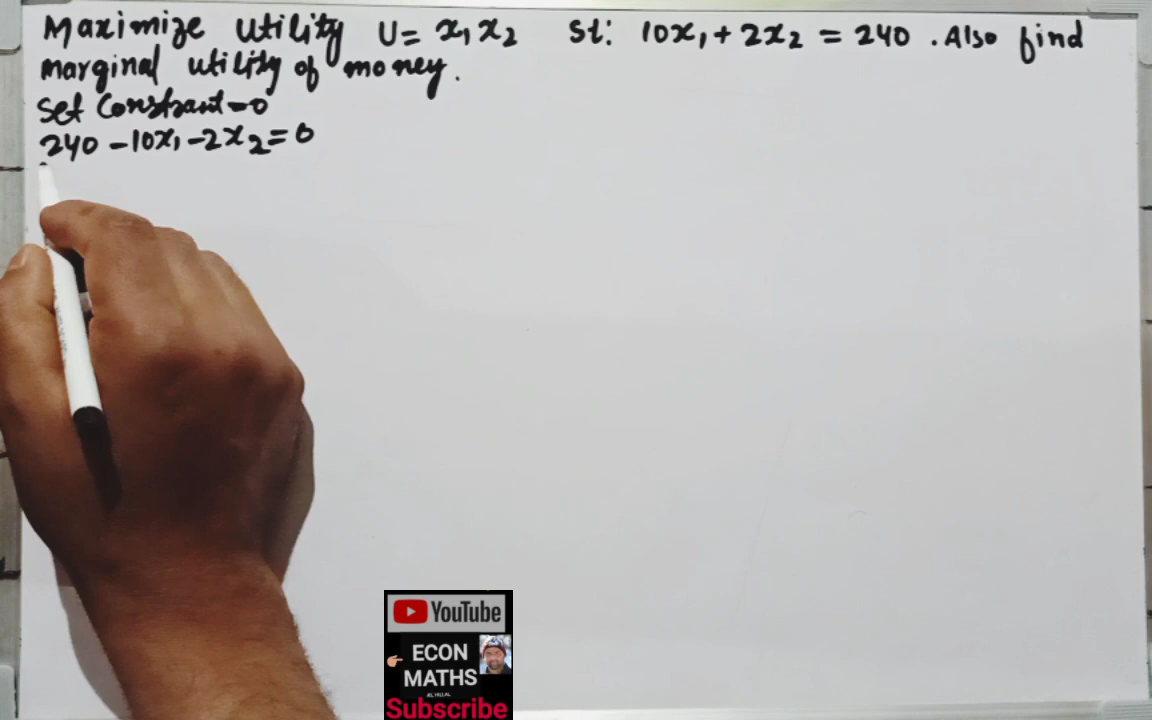 Maximize utility U = x₁x₂ St: 10x₁ + 2x₂ = 240 . Also find
marginal utility of money.
Set Constraint = 0
240 - 10x₁ - 2x₂ = 0
YouTube
ECON
MATHS
Subscribe